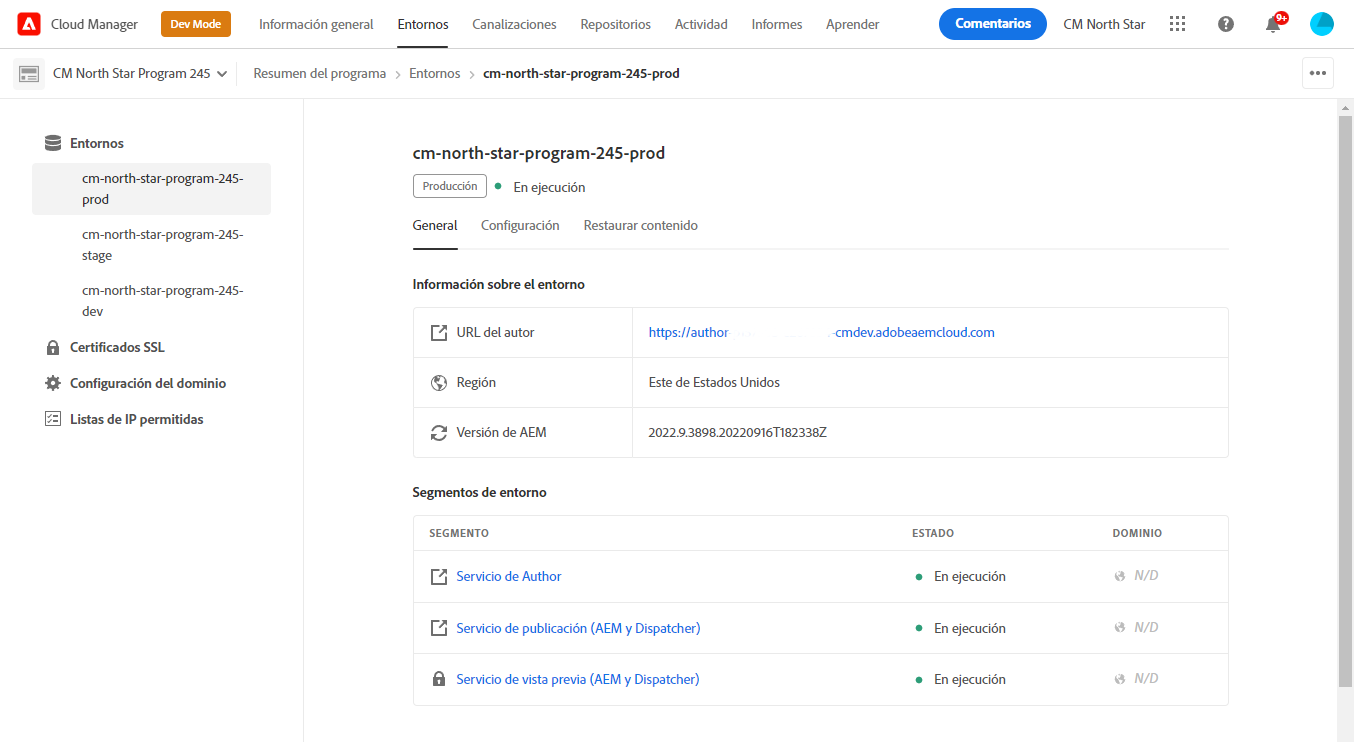 Cloud Manager Dev Mode Información general Entornos Canalizaciones Repositorios Actividad Informes Aprender Comentarios CM North Star 9+
CM North Star Program 245 Resumen del programa Entornos cm-north-star-program-245-prod
Entornos
cm-north-star-program-245-
prod
cm-north-star-program-245-
stage
cm-north-star-program-245-
dev
Certificados SSL
Configuración del dominio
Listas de IP permitidas
cm-north-star-program-245-prod
Producción En ejecución
General Configuración Restaurar contenido
Información sobre el entorno
URL del autor https://author- -cmdev.adobeaemcloud.com
Región Este de Estados Unidos
Versión de AEM 2022.9.3898.20220916T182338Z
Segmentos de entorno
SEGMENTO ESTADO DOMINIO
Servicio de Author En ejecución N/D
Servicio de publicación (AEM y Dispatcher) En ejecución N/D
Servicio de vista previa (AEM y Dispatcher) En ejecución N/D